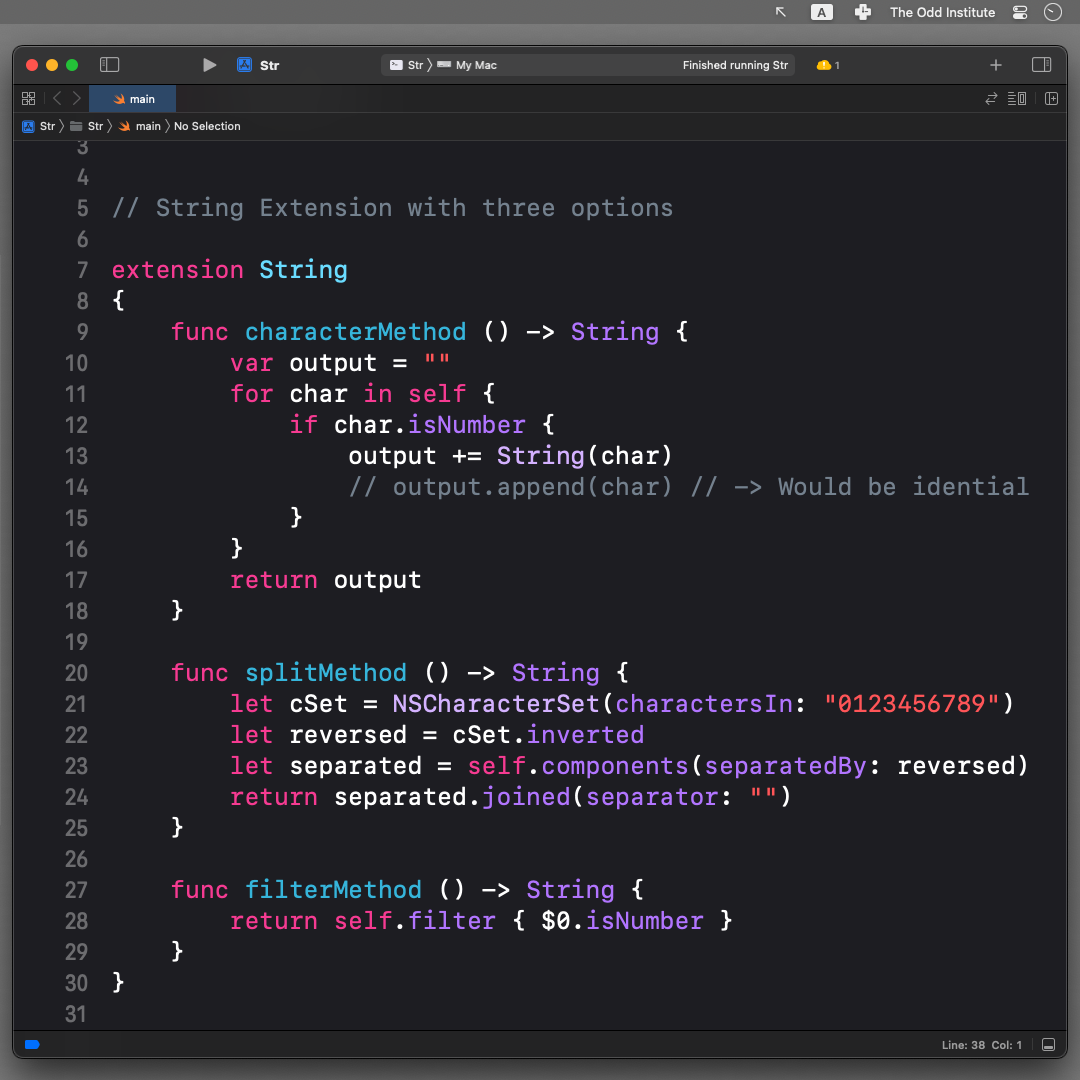 A The Odd Institute
Str Str 〉 My Mac Finished running Str 1
main
Str 〉 Str 〉 main 〉 No Selection
3
4
5 // String Extension with three options
6
7 extension String
8 {
9     func characterMethod () -> String {
10         var output = ""
11         for char in self {
12             if char.isNumber {
13                 output += String(char)
14                 // output.append(char) // -> Would be idential
15             }
16         }
17         return output
18     }
19
20     func splitMethod () -> String {
21         let cSet = NSCharacterSet(charactersIn: "0123456789")
22         let reversed = cSet.inverted
23         let separated = self.components(separatedBy: reversed)
24         return separated.joined(separator: "")
25     }
26
27     func filterMethod () -> String {
28         return self.filter { $0.isNumber }
29     }
30 }
31
Line: 38 Col: 1